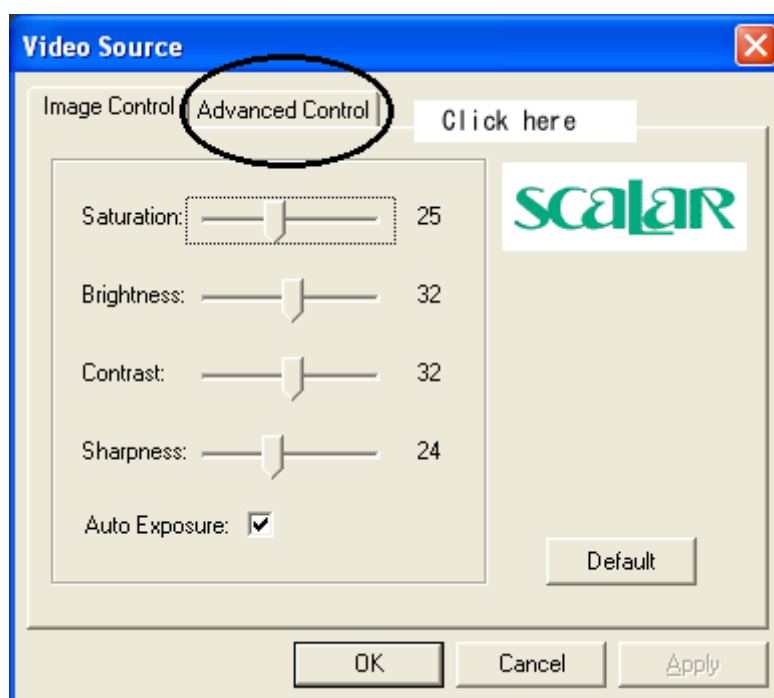 Video Source
Image Control
Advanced Control
Click here
Saturation: 25
scalar
Brightness: 32
Contrast: 32
Sharpness: 24
Auto Exposure:
Default
OK
Cancel
Apply